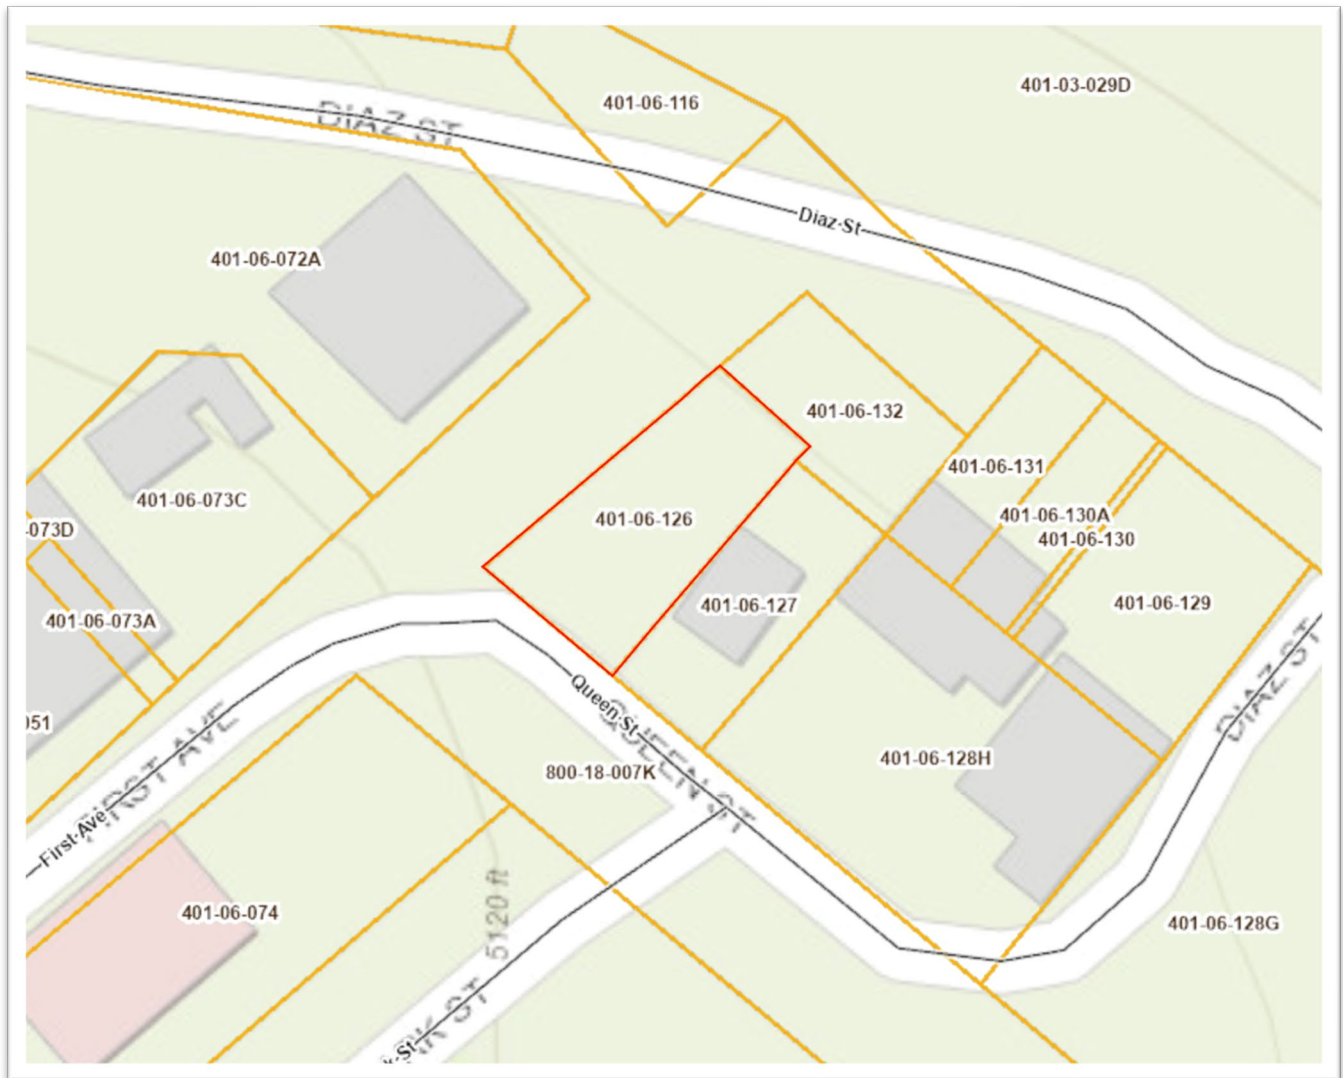 401-03-029D
401-06-116
DIAZ ST
Diaz St
401-06-072A
401-06-132
401-06-131
401-06-073C
401-06-126
401-06-130A
-073D
401-06-130
401-06-127
401-06-129
401-06-073A
DIAZ ST
Queen St
QUEEN ST
051
FIRST AVE
401-06-128H
800-18-007K
First Ave
5120 ft
401-06-074
401-06-128G
RK ST
k St